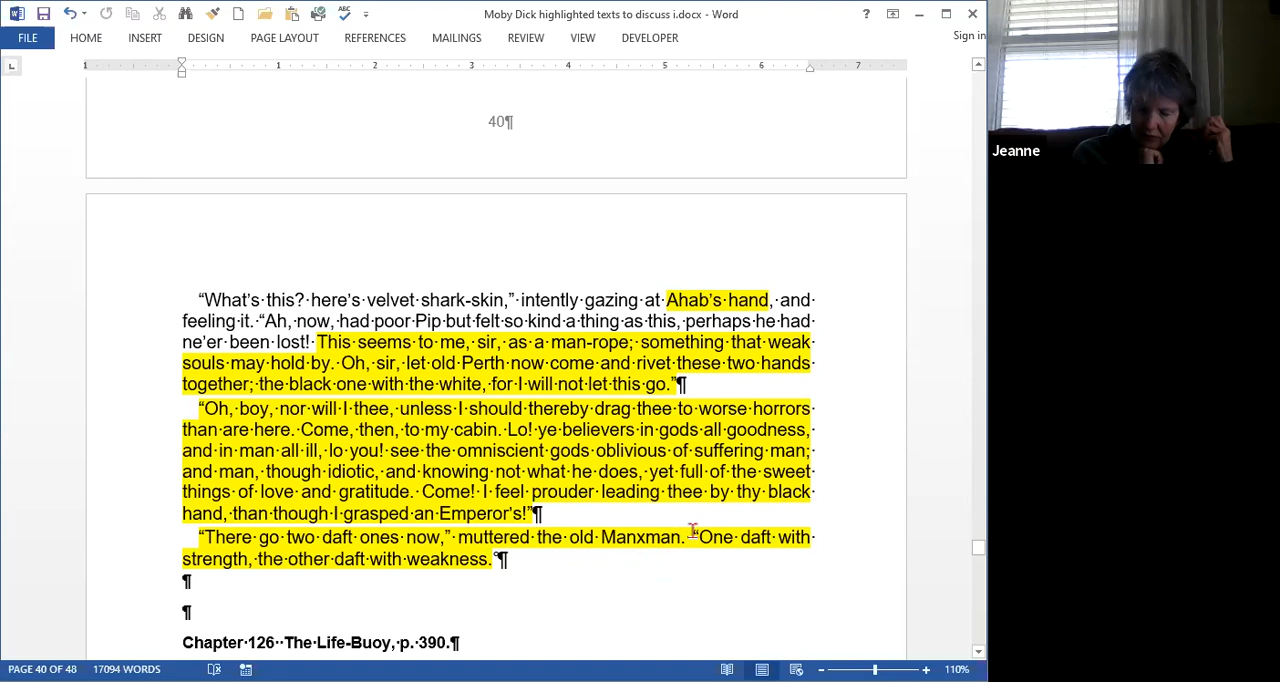 Moby Dick highlighted texts to discuss i.docx - Word
FILE HOME INSERT DESIGN PAGE LAYOUT REFERENCES MAILINGS REVIEW VIEW DEVELOPER Sign in
1 1 2 3 4 5 6 7
40¶
“What’s this? here’s velvet shark-skin,” intently gazing at Ahab’s hand, and
feeling it. “Ah, now, had poor Pip but felt so kind a thing as this, perhaps he had
ne’er been lost! This seems to me, sir, as a man-rope; something that weak
souls may hold by. Oh, sir, let old Perth now come and rivet these two hands
together; the black one with the white, for I will not let this go.”¶
“Oh, boy, nor will I thee, unless I should thereby drag thee to worse horrors
than are here. Come, then, to my cabin. Lo! ye believers in gods all goodness,
and in man all ill, lo you! see the omniscient gods oblivious of suffering man;
and man, though idiotic, and knowing not what he does, yet full of the sweet
things of love and gratitude. Come! I feel prouder leading thee by thy black
hand, than though I grasped an Emperor's!”¶
“There go two daft ones now,” muttered the old Manxman. “One daft with
strength, the other daft with weakness.”¶
¶
¶
Chapter 126  The Life-Buoy, p. 390.¶
PAGE 40 OF 48 17094 WORDS 110%
Jeanne